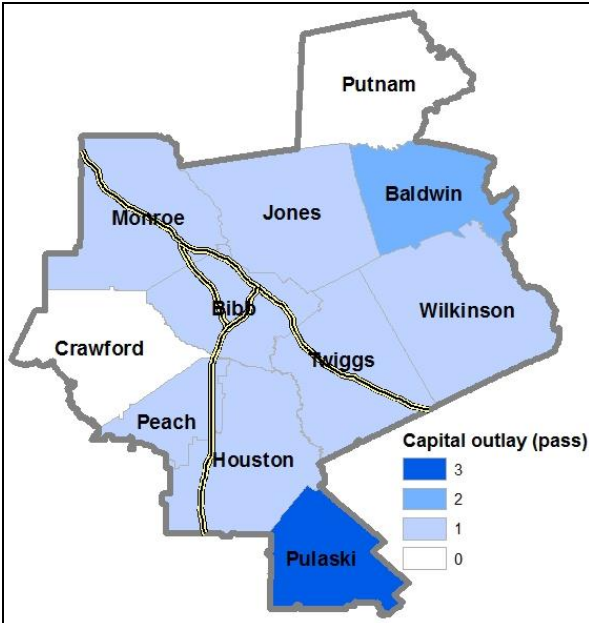 Putnam
Baldwin
Monroe
Jones
Wilkinson
Bibb
Crawford
Twiggs
Peach
Houston
Pulaski
Capital outlay (pass)
3
2
1
0